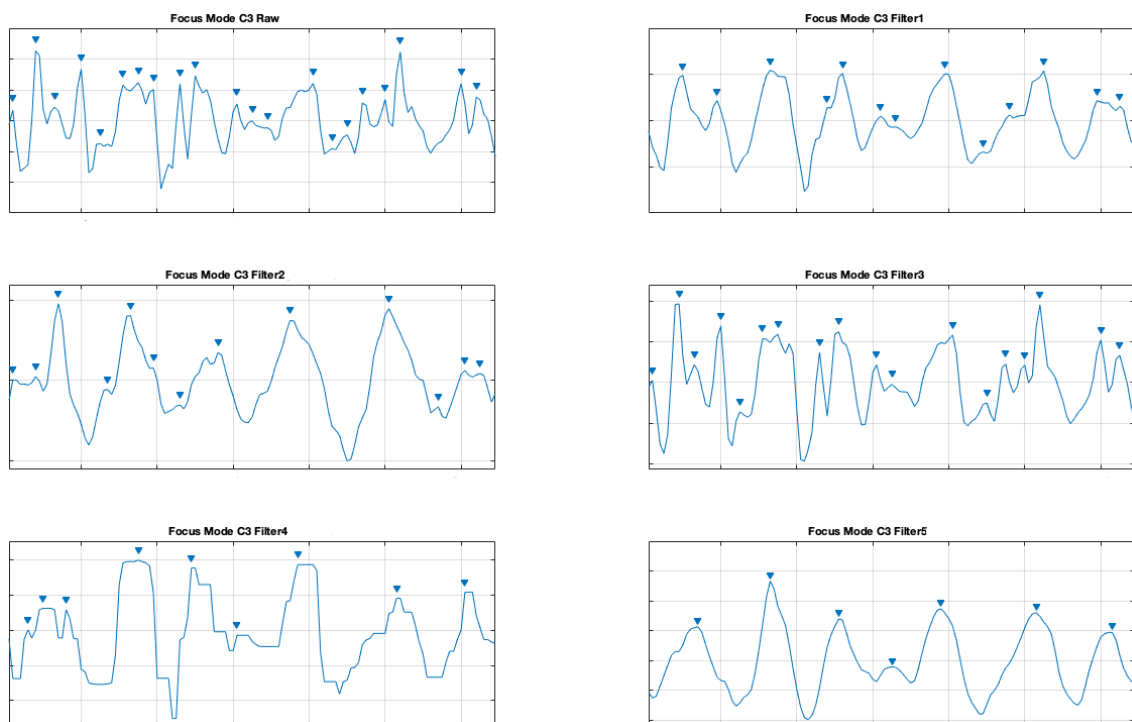 Focus Mode C3 Raw
Focus Mode C3 Filter1
Focus Mode C3 Filter2
Focus Mode C3 Filter3
Focus Mode C3 Filter4
Focus Mode C3 Filter5